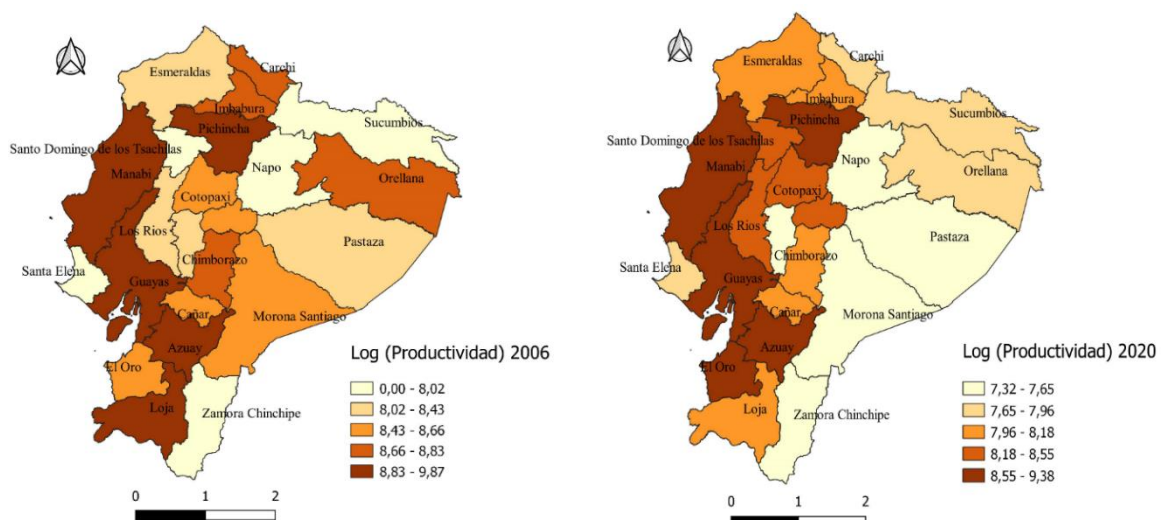 Esmeraldas
Carchi
Imbabura
Pichincha
Sucumbios
Santo Domingo de los Tsachilas
Manabi
Napo
Orellana
Cotopaxi
Los Rios
Pastaza
Chimborazo
Santa Elena
Guayas
Cañar
Morona Santiago
Azuay
El Oro
Loja
Zamora Chinchipe
Log (Productividad) 2006
0,00 - 8,02
8,02 - 8,43
8,43 - 8,66
8,66 - 8,83
8,83 - 9,87
0 1 2
Carchi
Esmeraldas
Imbabura
Pichincha
Sucumbios
Santo Domingo de los Tsachilas
Manabi
Napo
Orellana
Cotopaxi
Los Rios
Pastaza
Chimborazo
Santa Elena
Guayas
Cañar
Morona Santiago
Azuay
El Oro
Loja
Zamora Chinchipe
Log (Productividad) 2020
7,32 - 7,65
7,65 - 7,96
7,96 - 8,18
8,18 - 8,55
8,55 - 9,38
0 1 2